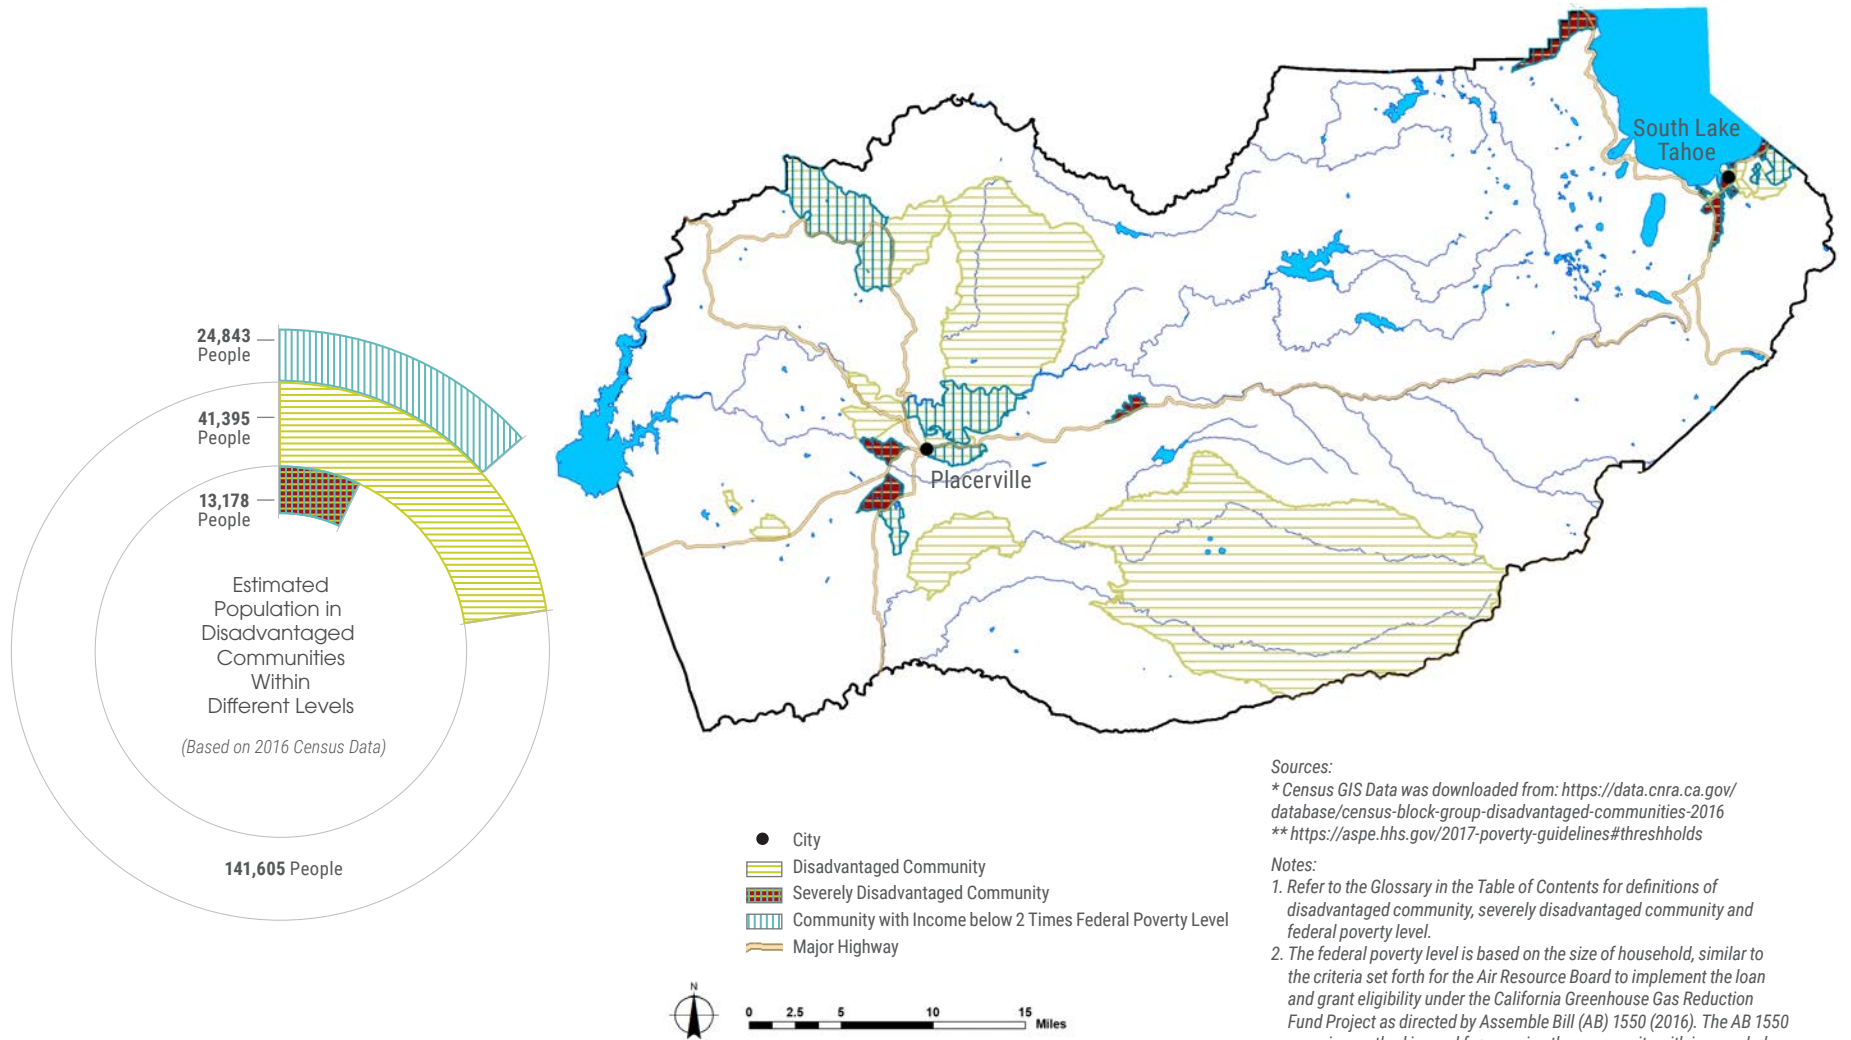 24,843
People
41,395
People
13,178
People
Estimated
Population in
Disadvantaged
Communities
Within
Different Levels
(Based on 2016 Census Data)
141,605 People
South Lake
Tahoe
Placerville
City
Disadvantaged Community
Severely Disadvantaged Community
Community with Income below 2 Times Federal Poverty Level
Major Highway
N
0 2.5 5 10 15
Miles
Sources:
* Census GIS Data was downloaded from: https://data.cnra.ca.gov/
database/census-block-group-disadvantaged-communities-2016
** https://aspe.hhs.gov/2017-poverty-guidelines#threshholds
Notes:
1. Refer to the Glossary in the Table of Contents for definitions of
disadvantaged community, severely disadvantaged community and
federal poverty level.
2. The federal poverty level is based on the size of household, similar to
the criteria set forth for the Air Resource Board to implement the loan
and grant eligibility under the California Greenhouse Gas Reduction
Fund Project as directed by Assemble Bill (AB) 1550 (2016). The AB 1550